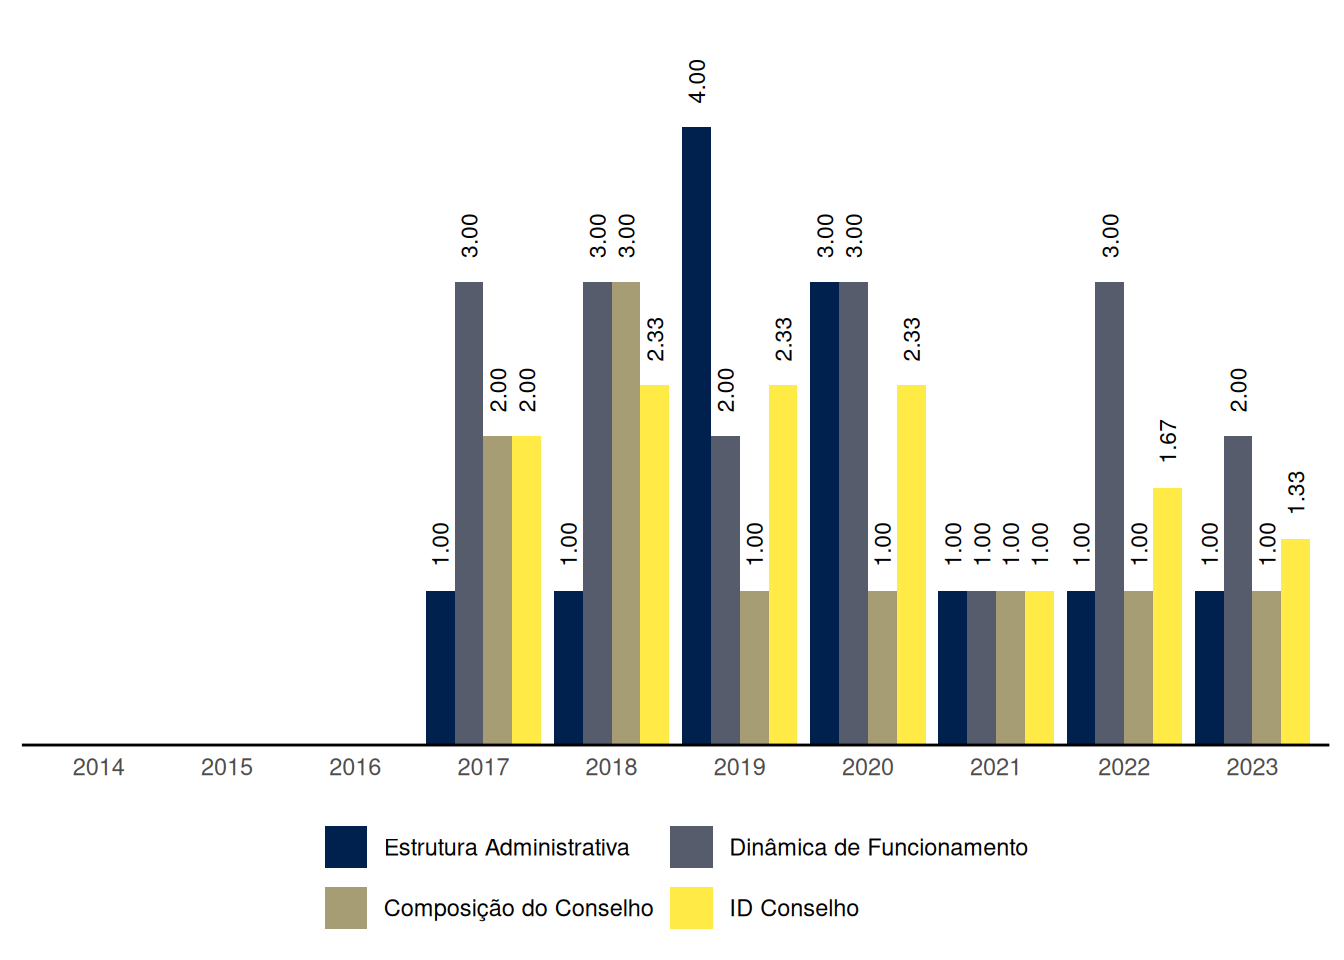 4.00
3.00 3.00 3.00 3.00 3.00 3.00
2.33 2.33 2.33
2.00 2.00 2.00 2.00
1.67
1.33
1.00 1.00 1.00 1.00 1.00 1.00 1.00 1.00 1.00 1.00 1.00 1.00
2014 2015 2016 2017 2018 2019 2020 2021 2022 2023
Estrutura Administrativa Dinâmica de Funcionamento
Composição do Conselho ID Conselho